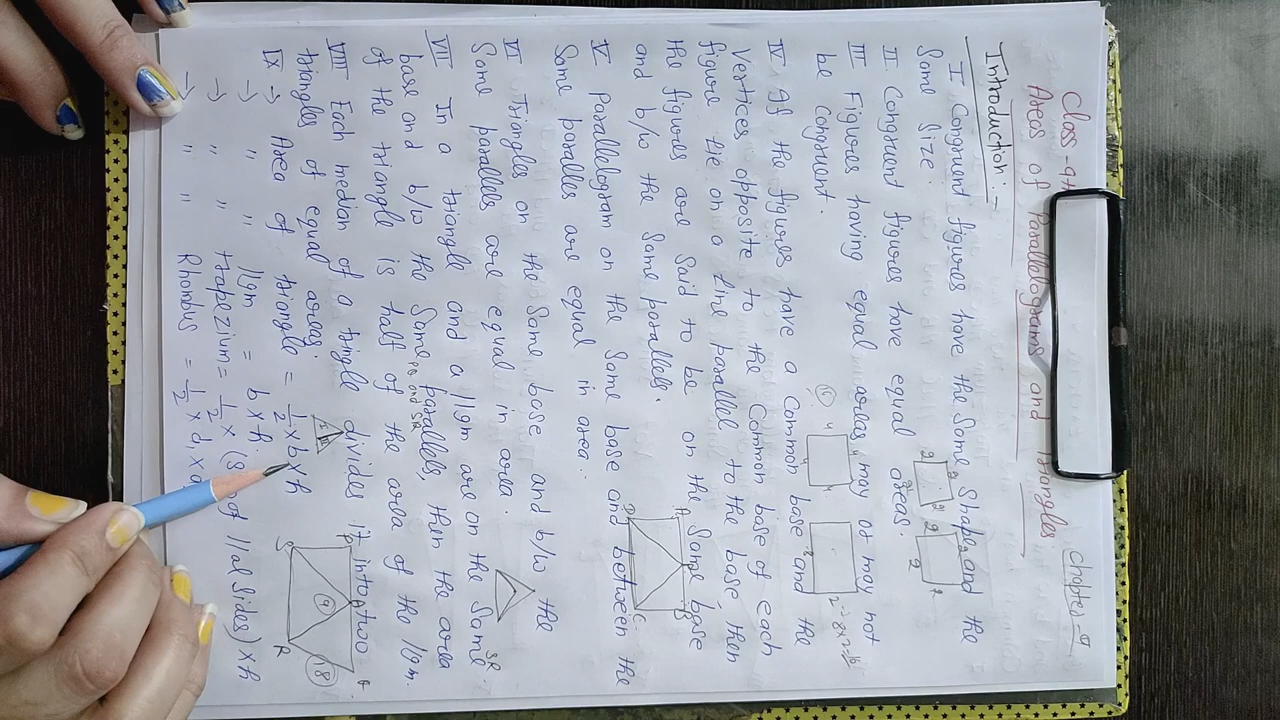 Class - 9th
Chapter - 9
Areas of Parallelograms and Triangles
Introduction:-
I Congruent figures have the Same Shape and the
Same Size.
II. Congruent figures have equal areas.
III Figures having equal areas may or may not
be congruent.
IV If the figures have a Common base and the
Vertices opposite to the Common base of each
figure lie on a line parallel to the base, then
the figures are Said to be on the Same base
and b/w the Same parallels.
V Parallelogram on the Same base and between the
Same parallels are equal in area.
VI Triangles on the Same base and b/w the
Same parallels are equal in area.
VII In a triangle and a ||gm are on the Same
base and b/w the Same parallels, then the area
of the triangle is half of the area of the ||gm.
VIII Each median of a tringle divides it into two
triangles of equal areas.
IX → Area of triangle = 1/2 x b x h
→ " " ||gm = b x h
→ " " trapezium = 1/2 x ( of ||al Sides) x h
→ " " Rhombus = 1/2 x d1 x